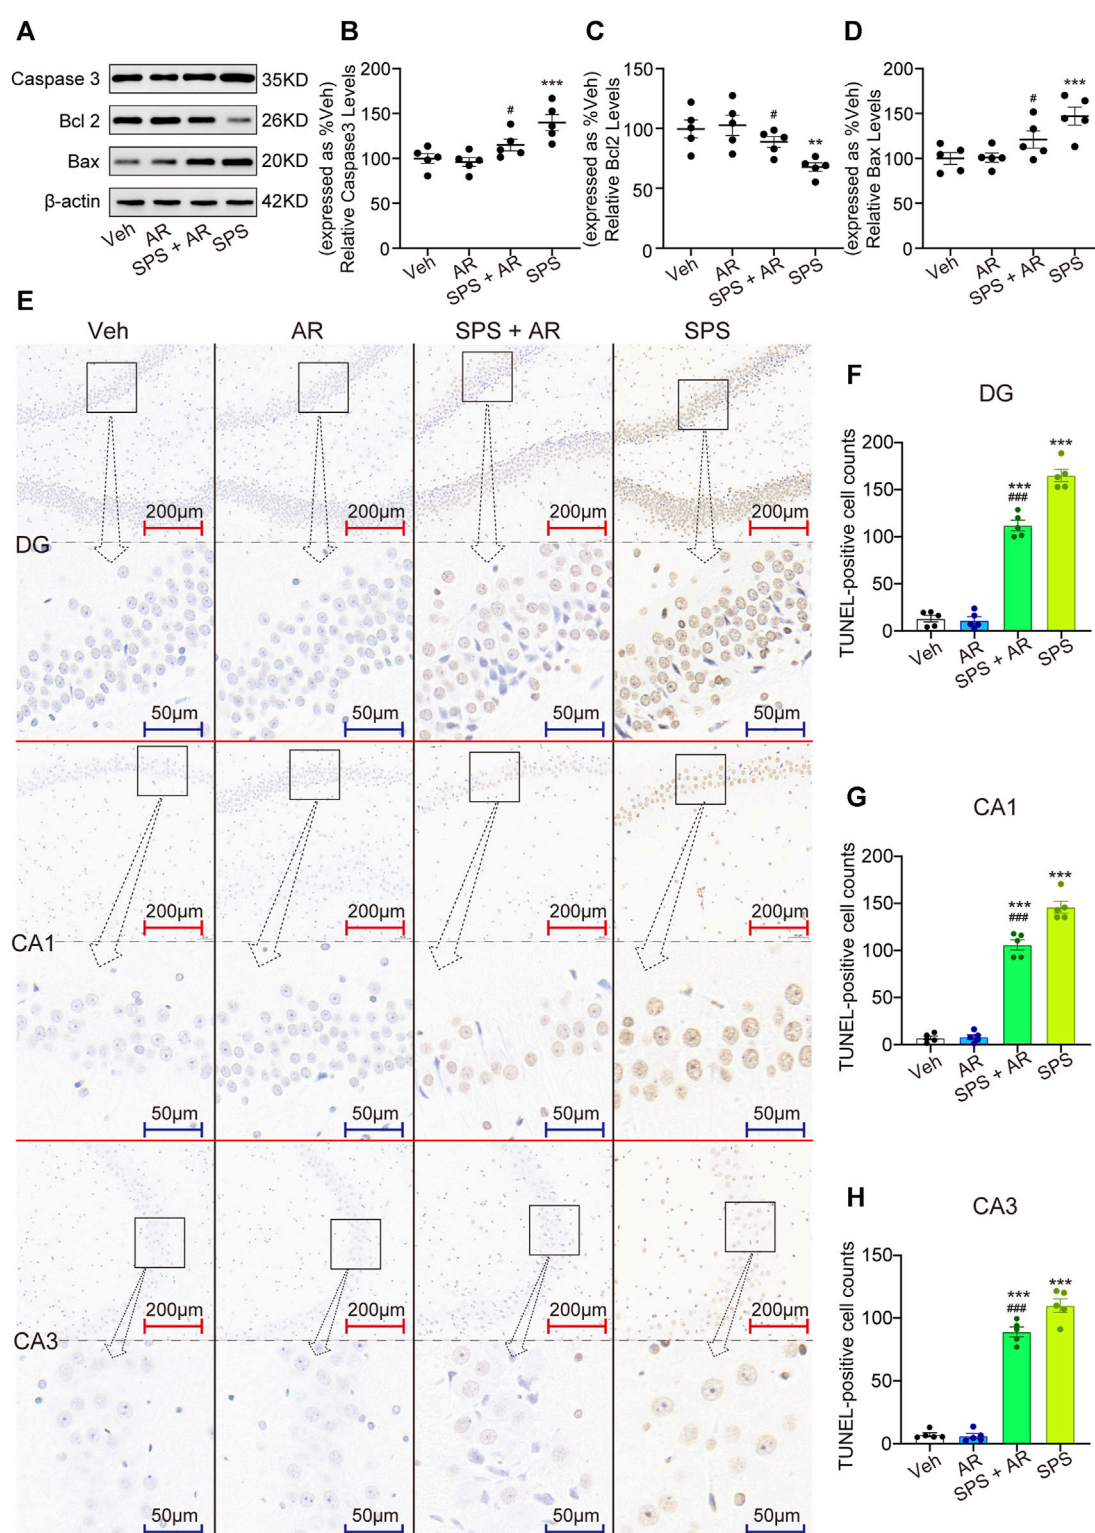 A
Caspase 3
35KD
Bcl 2
26KD
Bax
20KD
β-actin
42KD
Veh
AR
SPS + AR
SPS
B
(expressed as %Veh)
Relative Caspase3 Levels
200
150
100
50
0
#
***
Veh
AR
SPS + AR
SPS
C
(expressed as %Veh)
Relative Bcl2 Levels
150
100
50
0
#
**
Veh
AR
SPS + AR
SPS
D
(expressed as %Veh)
Relative Bax Levels
200
150
100
50
0
#
***
Veh
AR
SPS + AR
SPS
E
Veh AR SPS + AR SPS
200μm 200μm 200μm 200μm
DG
50μm 50μm 50μm 50μm
200μm 200μm 200μm 200μm
CA1
50μm 50μm 50μm 50μm
200μm 200μm 200μm 200μm
CA3
50μm 50μm 50μm 50μm
F
DG
TUNEL-positive cell counts
200
150
100
50
0
***
###
***
Veh
AR
SPS + AR
SPS
G
CA1
TUNEL-positive cell counts
200
150
100
50
0
***
###
***
Veh
AR
SPS + AR
SPS
H
CA3
TUNEL-positive cell counts
150
100
50
0
***
###
***
Veh
AR
SPS + AR
SPS